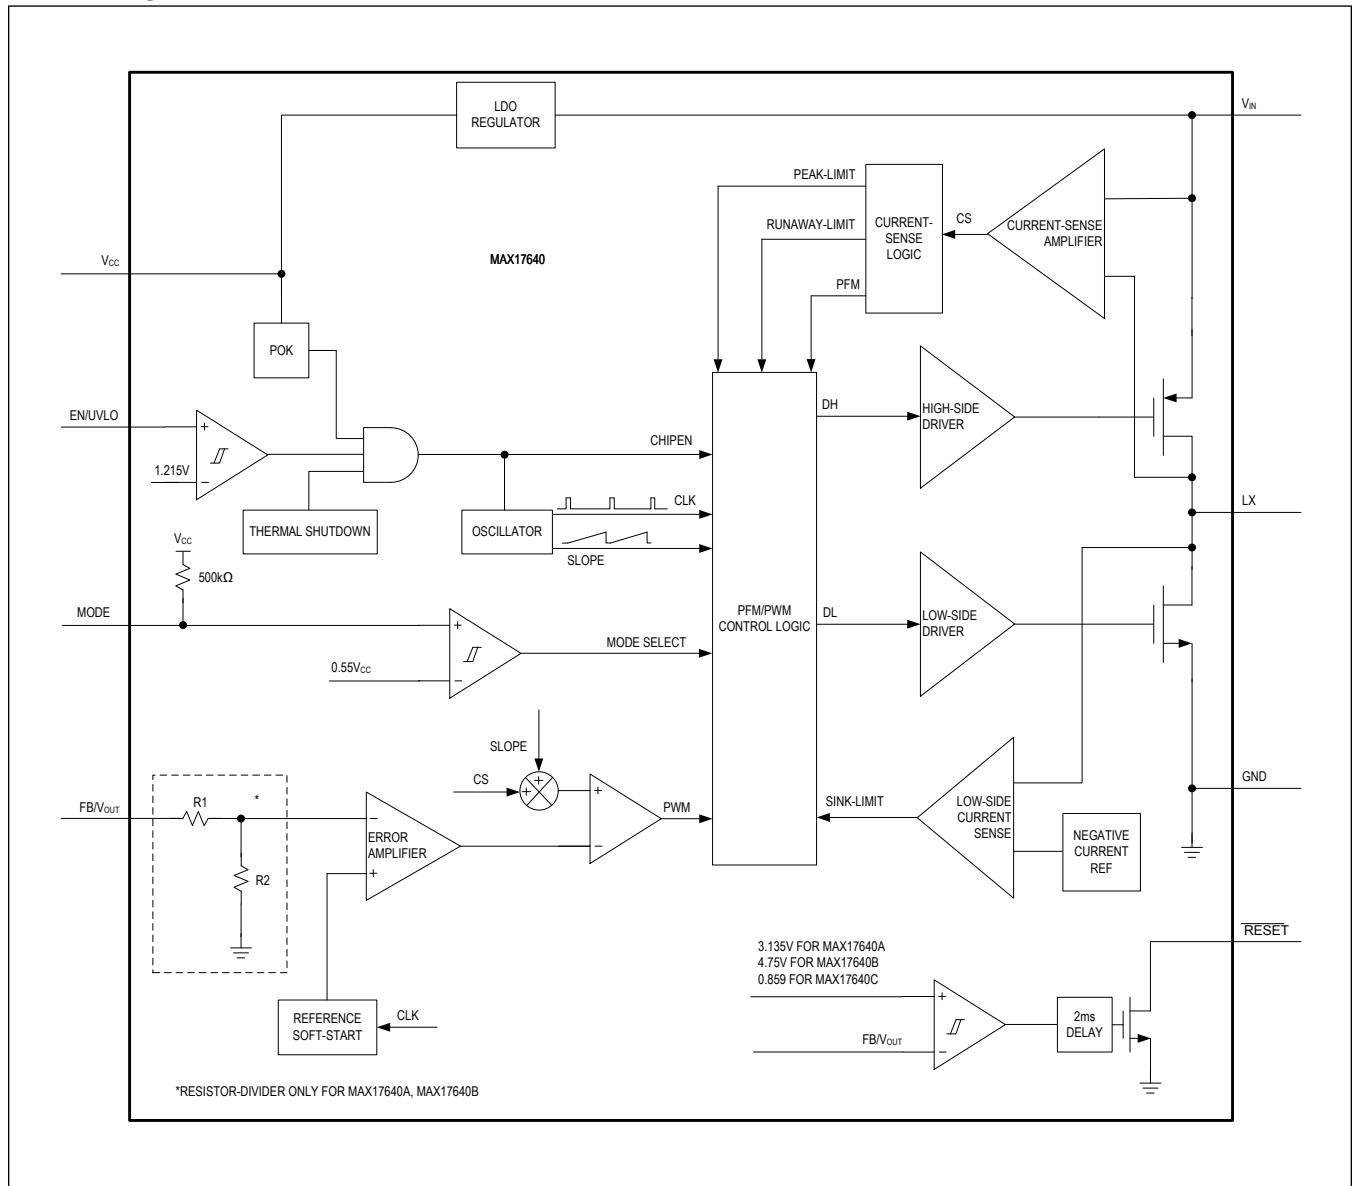 LDO
REGULATOR
VIN
PEAK-LIMIT
RUNAWAY-LIMIT
PFM
CURRENT-
SENSE
LOGIC
CS
CURRENT-SENSE
AMPLIFIER
VCC
MAX17640
POK
EN/UVLO
+
1.215V
−
THERMAL SHUTDOWN
CHIPEN
OSCILLATOR
CLK
SLOPE
DH
HIGH-SIDE
DRIVER
LX
VCC
500kΩ
MODE
+
0.55VCC
−
MODE SELECT
PFM/PWM
CONTROL LOGIC
DL
LOW-SIDE
DRIVER
SLOPE
CS
+
+
+
−
PWM
FB/VOUT
R1
*
R2
−
ERROR
AMPLIFIER
+
SINK-LIMIT
LOW-SIDE
CURRENT
SENSE
NEGATIVE
CURRENT
REF
GND
REFERENCE
SOFT-START
CLK
3.135V FOR MAX17640A
4.75V FOR MAX17640B
0.859 FOR MAX17640C
+
FB/VOUT
−
2ms
DELAY
RESET
*RESISTOR-DIVIDER ONLY FOR MAX17640A, MAX17640B